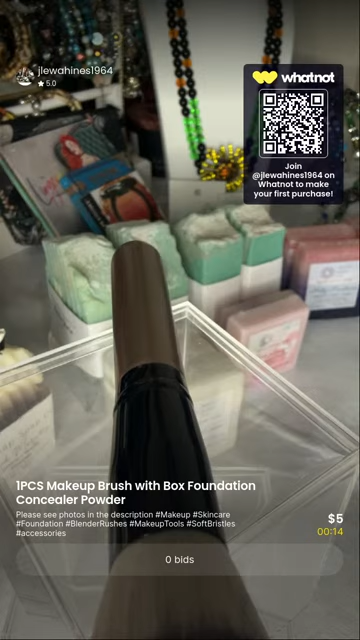 jlewahines1964
★ 5.0
whatnot
Join
@jlewahines1964 on
Whatnot to make
your first purchase!
1PCS Makeup Brush with Box Foundation
Concealer Powder
Please see photos in the description #Makeup #Skincare
#Foundation #BlenderRushes #MakeupTools #SoftBristles
#accessories
$5
00:14
0 bids